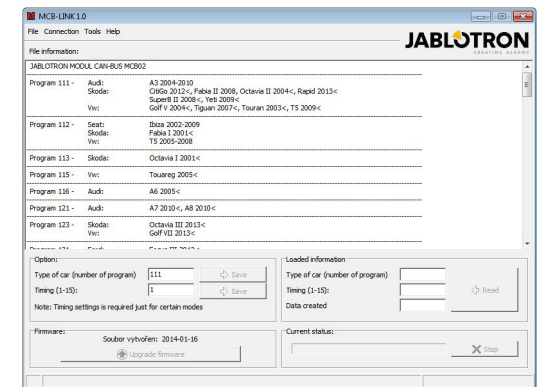 MCB-LINK 1.0
File Connection Tools Help
JABLOTRON
CREATING ALARMS
File information:
JABLOTRON MODUL CAN-BUS MCB02
Program 111 - Audi: A3 2004-2010
Skoda: CitiGo 2012<, Fabia II 2008, Octavia II 2004<, Rapid 2013<
SuperB II 2008<, Yeti 2009<
Vw: Golf V 2004<, Tiguan 2007<, Touran 2003<, T5 2009<
Program 112 - Seat: Ibiza 2002-2009
Skoda: Fabia I 2001<
Vw: T5 2005-2008
Program 113 - Skoda: Octavia I 2001<
Program 115 - Vw: Touareg 2005<
Program 116 - Audi: A6 2005<
Program 121 - Audi: A7 2010<, A8 2010<
Program 123 - Skoda: Octavia III 2013<
Vw: Golf VII 2013<
Option:
Type of car (number of program) 111 Save
Timing (1-15): 1 Save
Note: Timing settings is required just for certain modes
Loaded information
Type of car (number of program)
Timing (1-15):
Data created
Read
Firmware:
Soubor vytvořen: 2014-01-16
Upgrade firmware
Current status:
Stop